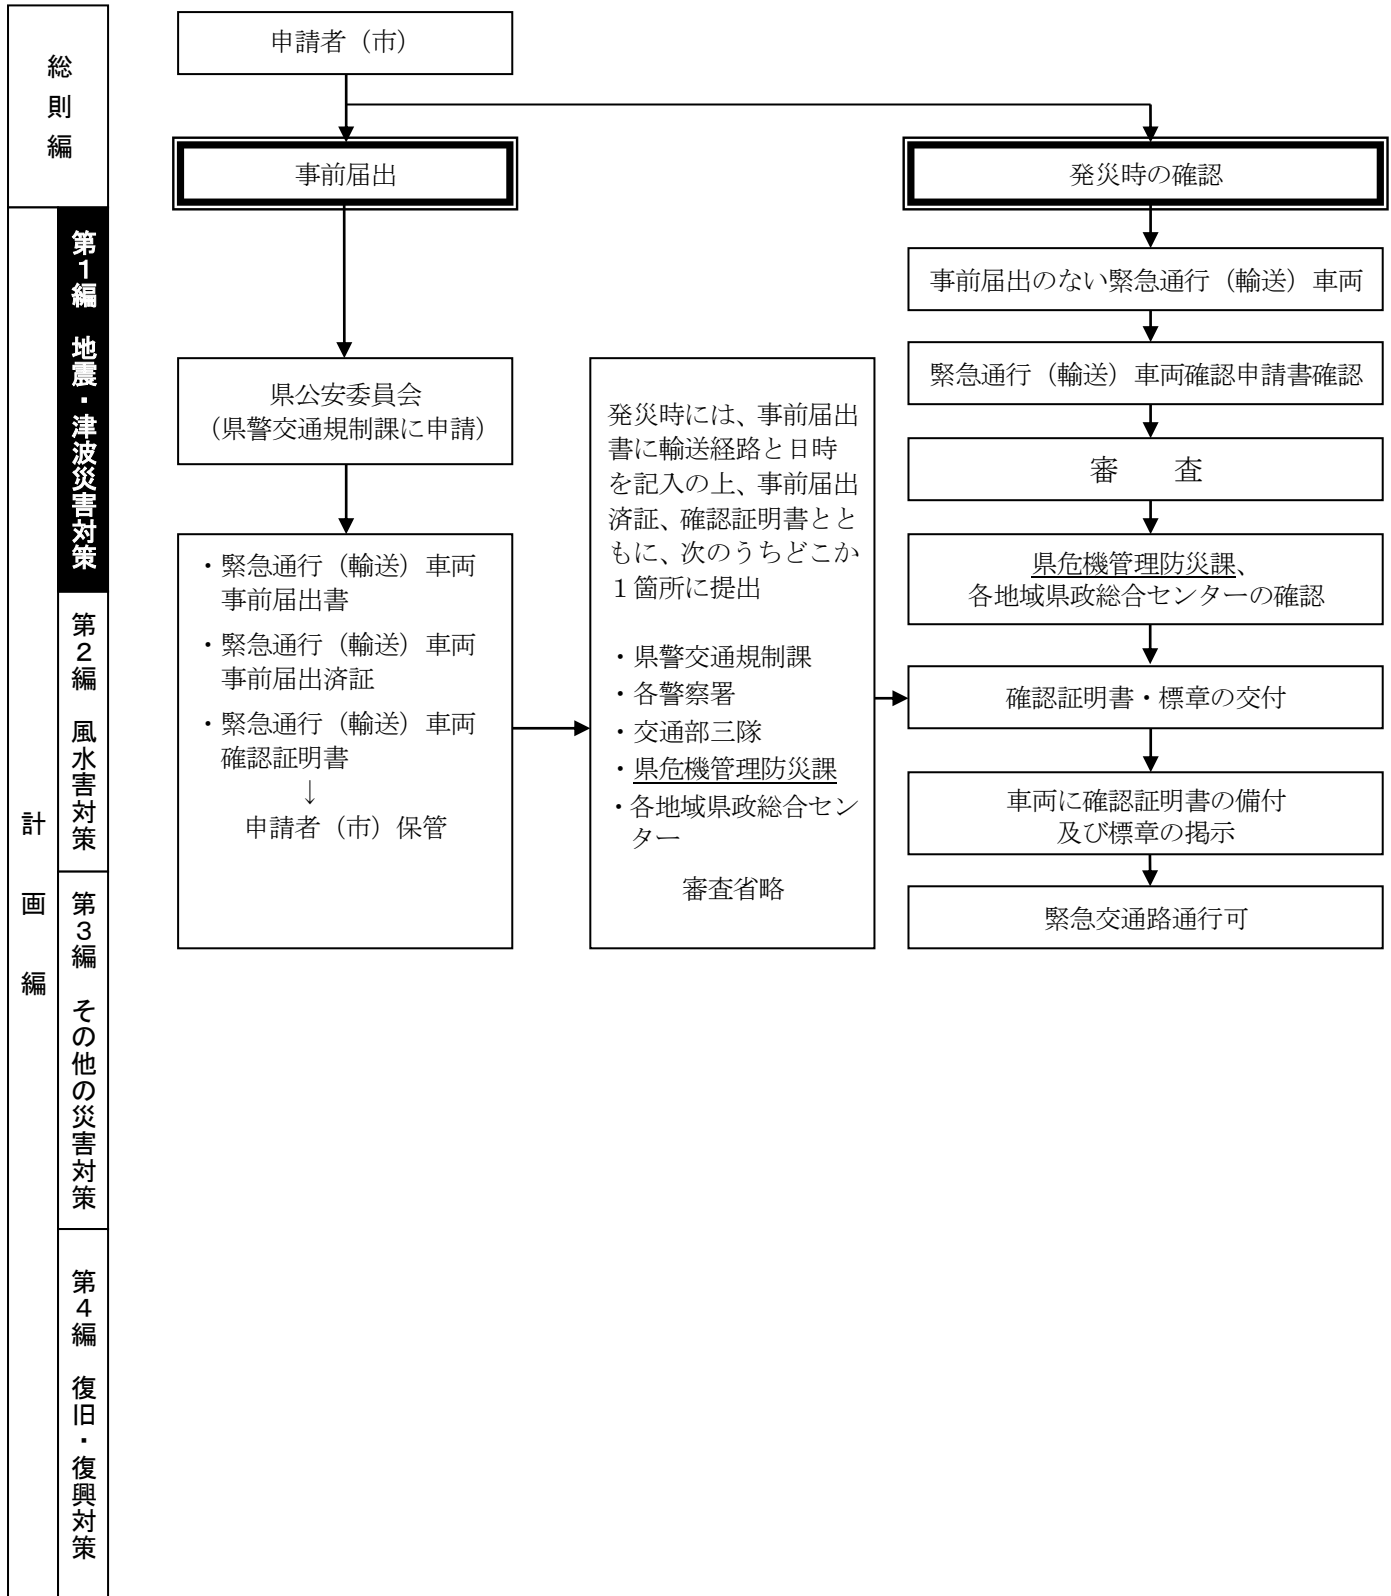 総則編
計画編
第1編 地震・津波災害対策
第2編 風水害対策
第3編 その他の災害対策
第4編 復旧・復興対策
申請者（市）
事前届出
県公安委員会
（県警交通規制課に申請）
・緊急通行（輸送）車両
事前届出書
・緊急通行（輸送）車両
事前届出済証
・緊急通行（輸送）車両
確認証明書
↓
申請者（市）保管
発災時には、事前届出
書に輸送経路と日時
を記入の上、事前届出
済証、確認証明書とと
もに、次のうちどこか
１箇所に提出
・県警交通規制課
・各警察署
・交通部三隊
・県危機管理防災課
・各地域県政総合セン
ター
審査省略
発災時の確認
事前届出のない緊急通行（輸送）車両
緊急通行（輸送）車両確認申請書確認
審　査
県危機管理防災課、
各地域県政総合センターの確認
確認証明書・標章の交付
車両に確認証明書の備付
及び標章の掲示
緊急交通路通行可